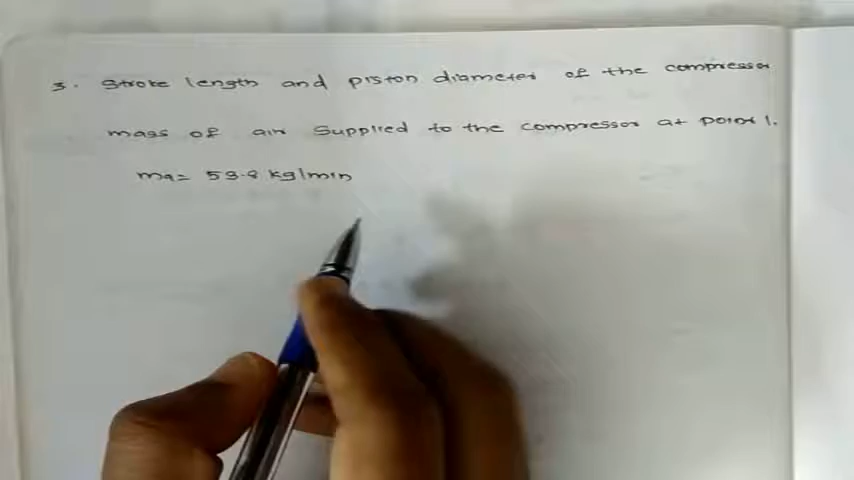 3. Stroke length and piston diameter of the compressor
mass of air supplied to the compressor at point 1.
ma= 59.8 kg/min